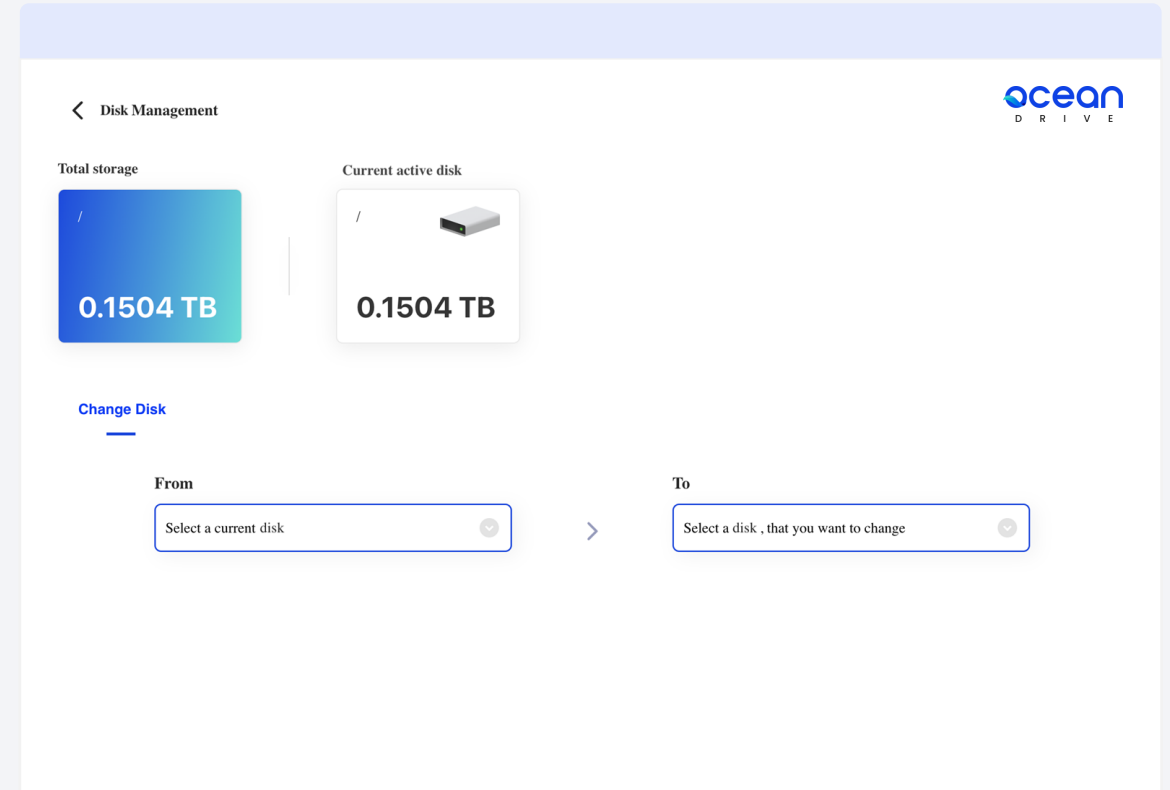 Disk Management
ocean
DRIVE
Total storage
/
0.1504 TB
Current active disk
/
0.1504 TB
Change Disk
From
Select a current disk
To
Select a disk , that you want to change